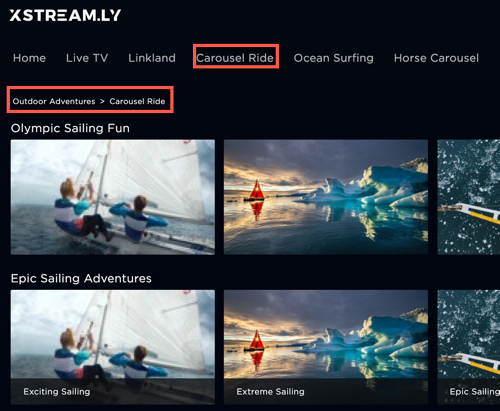 XSTREAM.LY
Home Live TV Linkland Carousel Ride Ocean Surfing Horse Carousel
Outdoor Adventures > Carousel Ride
Olympic Sailing Fun
Epic Sailing Adventures
Exciting Sailing Extreme Sailing Epic Sailing